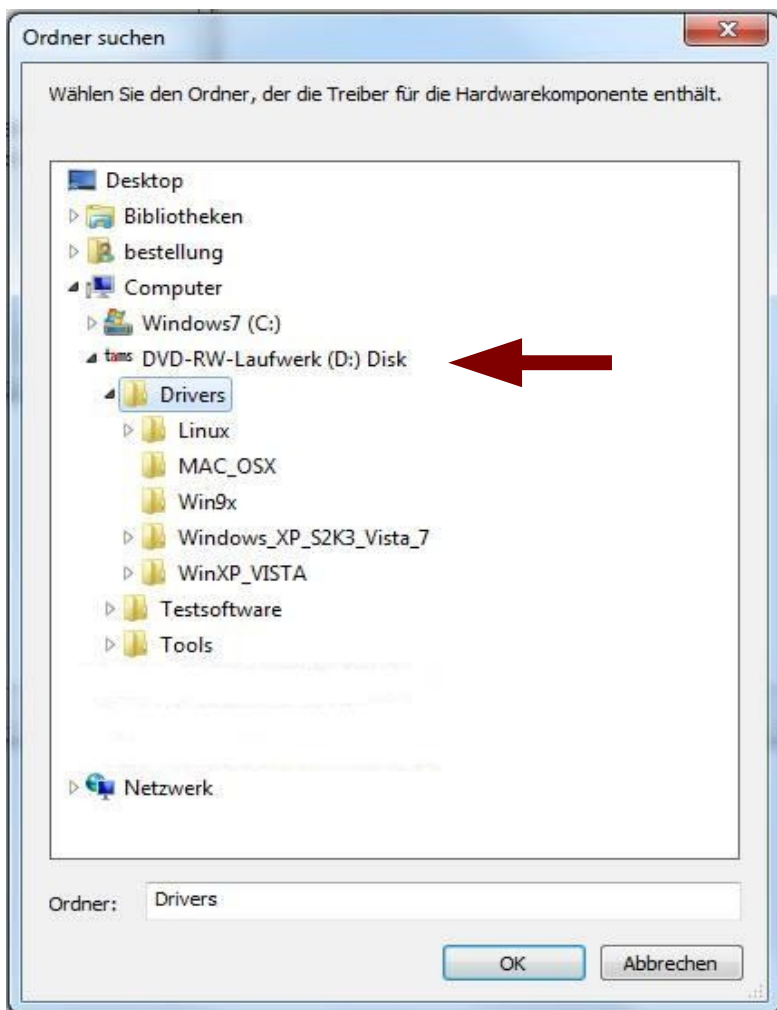 Ordner suchen
Wählen Sie den Ordner, der die Treiber für die Hardwarekomponente enthält.
Desktop
Bibliotheken
bestellung
Computer
Windows7 (C:)
tams DVD-RW-Laufwerk (D:) Disk
Drivers
Linux
MAC_OSX
Win9x
Windows_XP_S2K3_Vista_7
WinXP_VISTA
Testsoftware
Tools
Netzwerk
Ordner: Drivers
OK Abbrechen